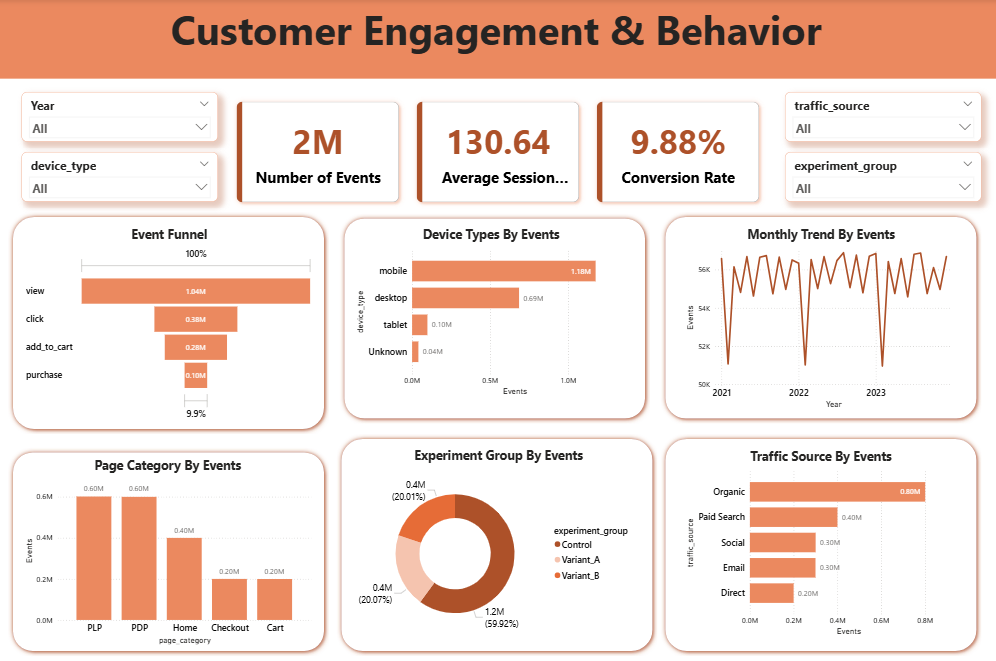 Customer Engagement & Behavior
Year
All
device_type
All
2M
Number of Events
130.64
Average Session...
9.88%
Conversion Rate
traffic_source
All
experiment_group
All
Event Funnel
100%
view
1.04M
click
0.38M
add_to_cart
0.28M
purchase
0.10M
9.9%
Device Types By Events
device_type
mobile
1.18M
desktop
0.69M
tablet
0.10M
Unknown
0.04M
0.0M 0.5M 1.0M
Events
Monthly Trend By Events
Events
56K
54K
52K
50K
2021 2022 2023
Year
Page Category By Events
Events
0.6M
0.4M
0.2M
0.0M
0.60M 0.60M 0.40M 0.20M 0.20M
PLP PDP Home Checkout Cart
page_category
Experiment Group By Events
0.4M
(20.01%)
0.4M
(20.07%)
1.2M
(59.92%)
experiment_group
Control
Variant_A
Variant_B
Traffic Source By Events
traffic_source
Organic
0.80M
Paid Search
0.40M
Social
0.30M
Email
0.30M
Direct
0.20M
0.0M 0.2M 0.4M 0.6M 0.8M
Events